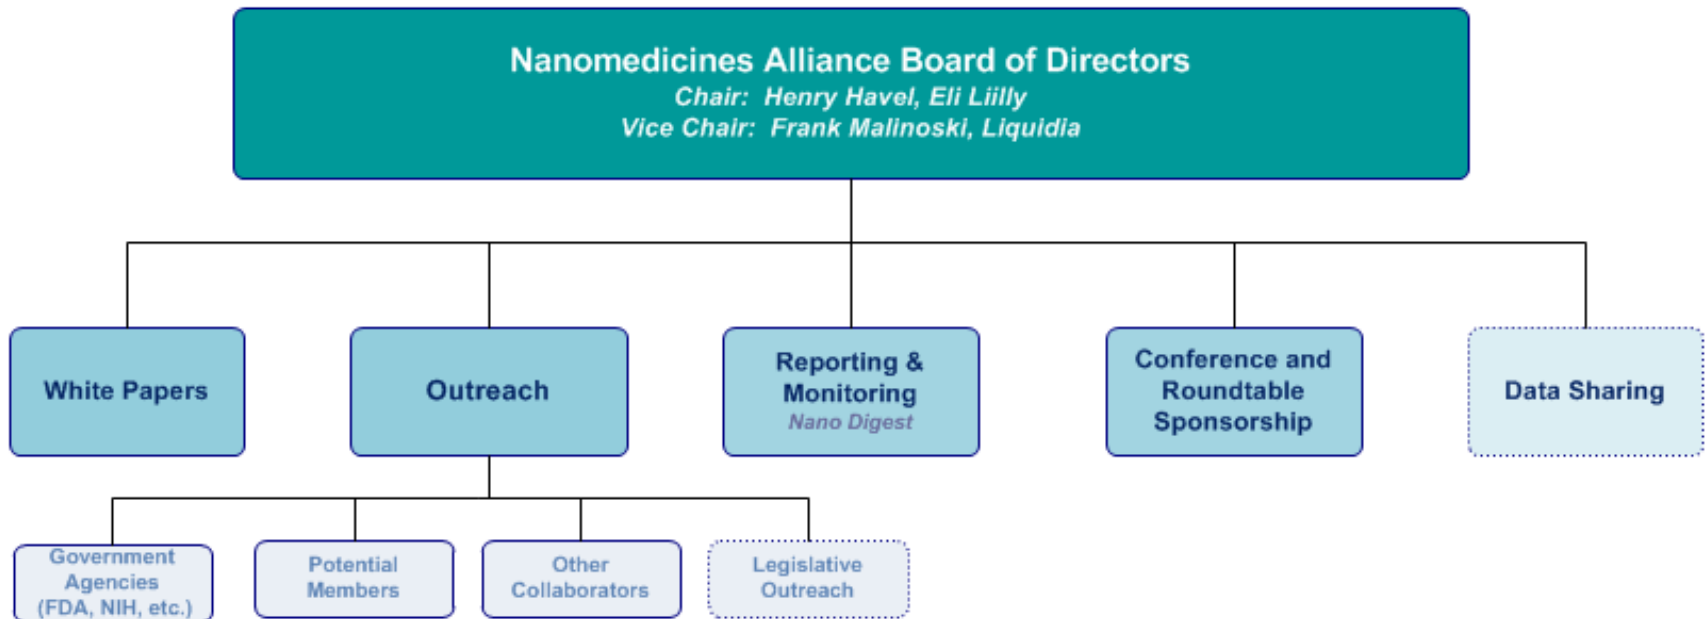 Nanomedicines Alliance Board of Directors
Chair: Henry Havel, Eli Liilly
Vice Chair: Frank Malinoski, Liquidia
White Papers
Outreach
Reporting &
Monitoring
Nano Digest
Conference and
Roundtable
Sponsorship
Data Sharing
Government
Agencies
(FDA, NIH, etc.)
Potential
Members
Other
Collaborators
Legislative
Outreach